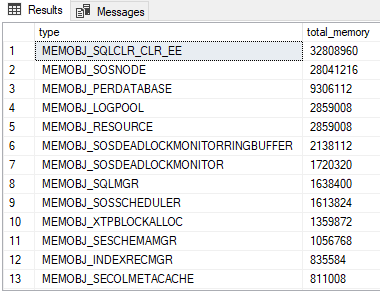 Results Messages
type total_memory
1 MEMOBJ_SQLCLR_CLR_EE 32808960
2 MEMOBJ_SOSNODE 28041216
3 MEMOBJ_PERDATABASE 9306112
4 MEMOBJ_LOGPOOL 2859008
5 MEMOBJ_RESOURCE 2859008
6 MEMOBJ_SOSDEADLOCKMONITORRINGBUFFER 2138112
7 MEMOBJ_SOSDEADLOCKMONITOR 1720320
8 MEMOBJ_SQLMGR 1638400
9 MEMOBJ_SOSSCHEDULER 1613824
10 MEMOBJ_XTPBLOCKALLOC 1359872
11 MEMOBJ_SESCHEMAMGR 1056768
12 MEMOBJ_INDEXRECMGR 835584
13 MEMOBJ_SECOLMETACACHE 811008